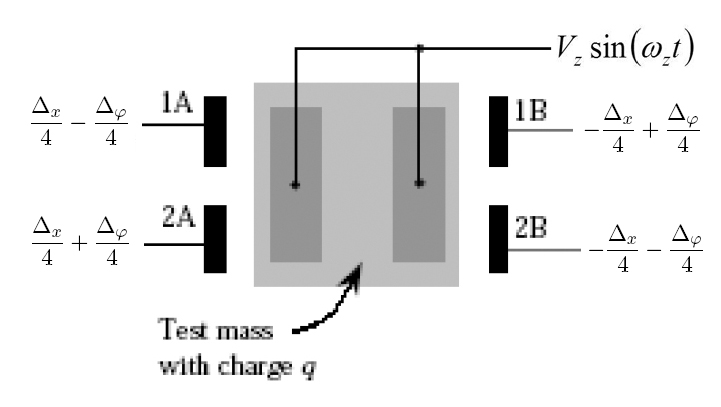 V_z sin(ω_z t)
Δ_x/4 − Δ_φ/4
1A
1B
−Δ_x/4 + Δ_φ/4
Δ_x/4 + Δ_φ/4
2A
2B
−Δ_x/4 − Δ_φ/4
Test mass
with charge q